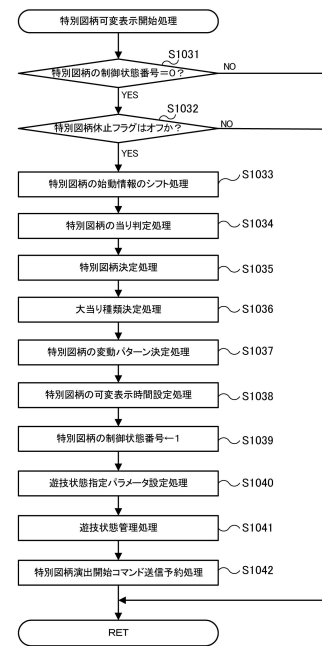 特別図柄可変表示開始処理
S1031
特別図柄の制御状態番号=0?
NO
YES
S1032
特別図柄休止フラグはオフか?
NO
YES
特別図柄の始動情報のシフト処理
S1033
特別図柄の当り判定処理
S1034
特別図柄決定処理
S1035
大当り種類決定処理
S1036
特別図柄の変動パターン決定処理
S1037
特別図柄の可変表示時間設定処理
S1038
特別図柄の制御状態番号←1
S1039
遊技状態指定パラメータ設定処理
S1040
遊技状態管理処理
S1041
特別図柄演出開始コマンド送信予約処理
S1042
RET